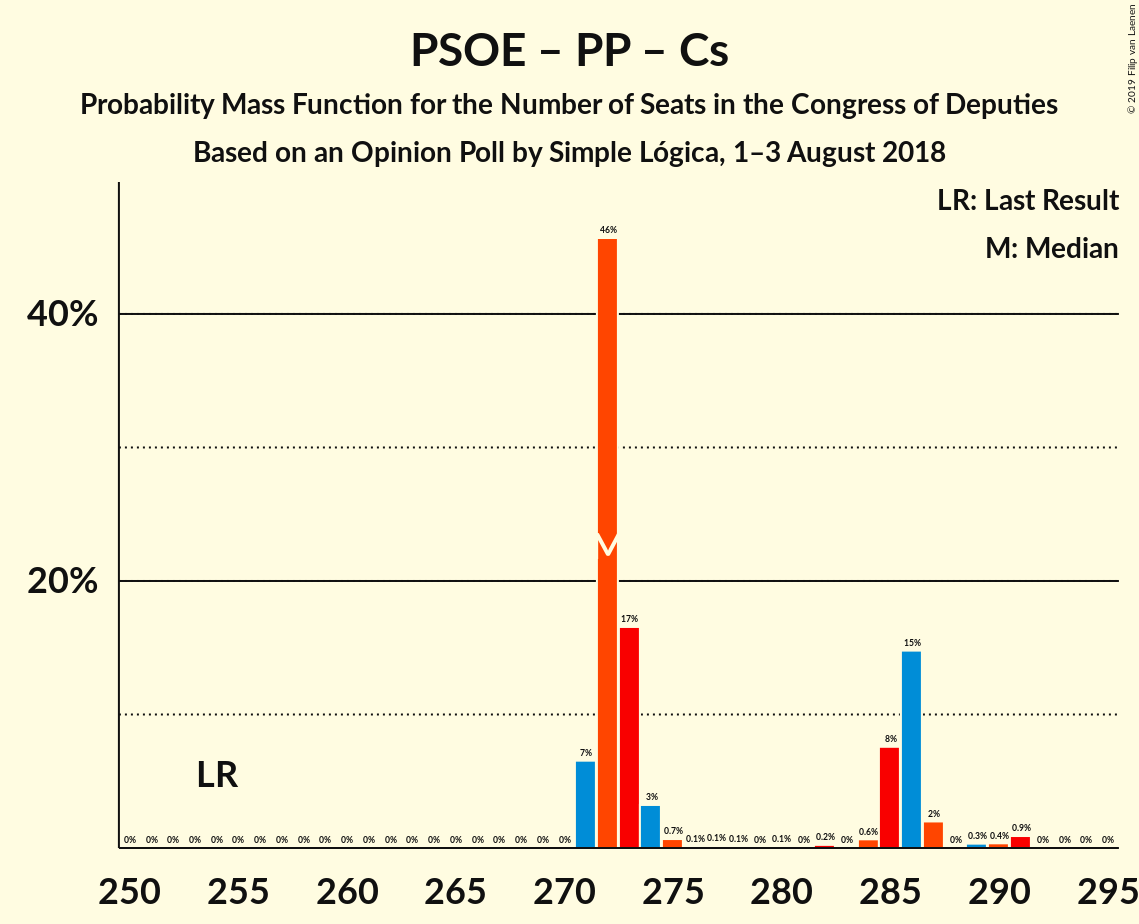 PSOE – PP – Cs
Probability Mass Function for the Number of Seats in the Congress of Deputies
Based on an Opinion Poll by Simple Lógica, 1–3 August 2018
© 2019 Filip van Laenen
LR: Last Result
M: Median
40%
20%
46%
17%
15%
7%
8%
3%
2%
LR
M
0% 0% 0% 0% 0% 0% 0% 0% 0% 0% 0% 0% 0% 0% 0% 0% 0% 0% 0% 0% 0% 0.7% 0.1% 0.1% 0.1% 0% 0.1% 0% 0.2% 0% 0.6% 0% 0.3% 0.4% 0.9% 0% 0% 0% 0%
250 255 260 265 270 275 280 285 290 295